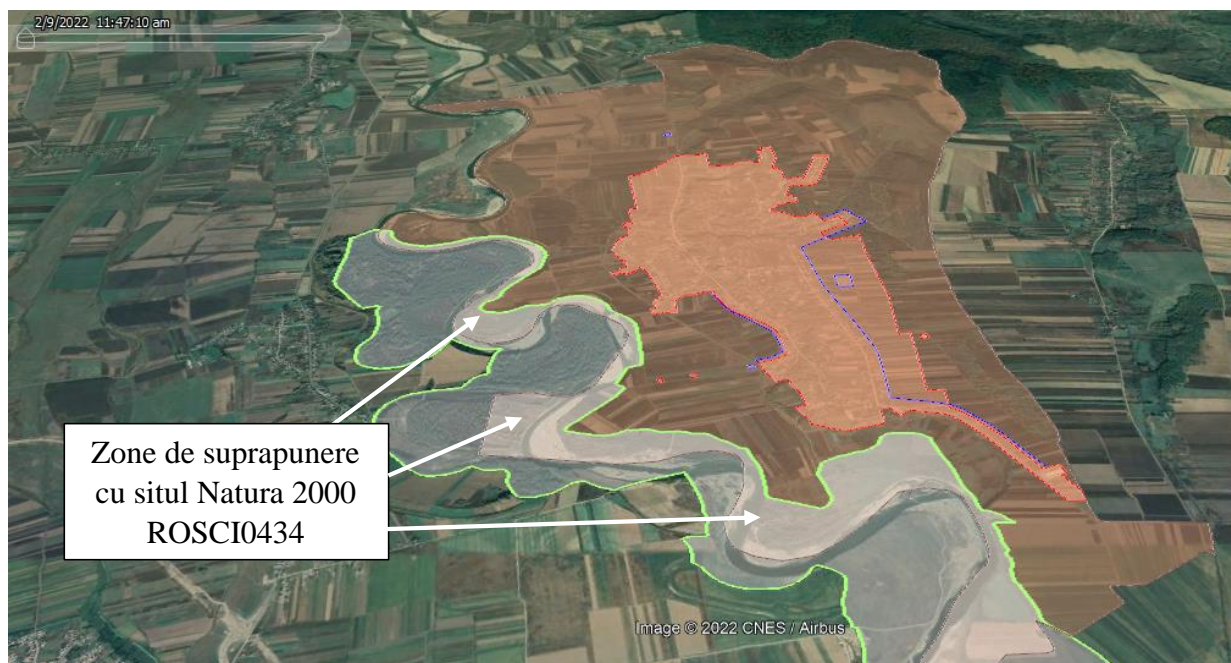 2/9/2022 11:47:10 am
Zone de suprapunere
cu situl Natura 2000
ROSCI0434
Image © 2022 CNES / Airbus